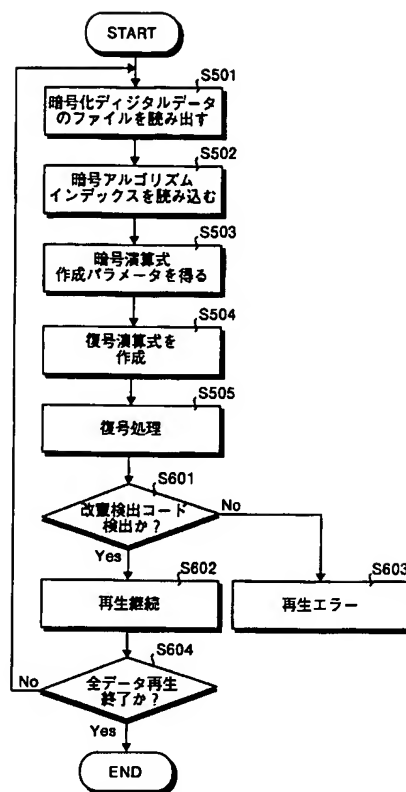 START
S501
暗号化ディジタルデータ
のファイルを読み出す
S502
暗号アルゴリズム
インデックスを読み込む
S503
暗号演算式
作成パラメータを得る
S504
復号演算式を
作成
S505
復号処理
S601
改竄検出コード
検出か？
No
Yes
S602
再生継続
S603
再生エラー
S604
全データ再生
終了か？
No
Yes
END